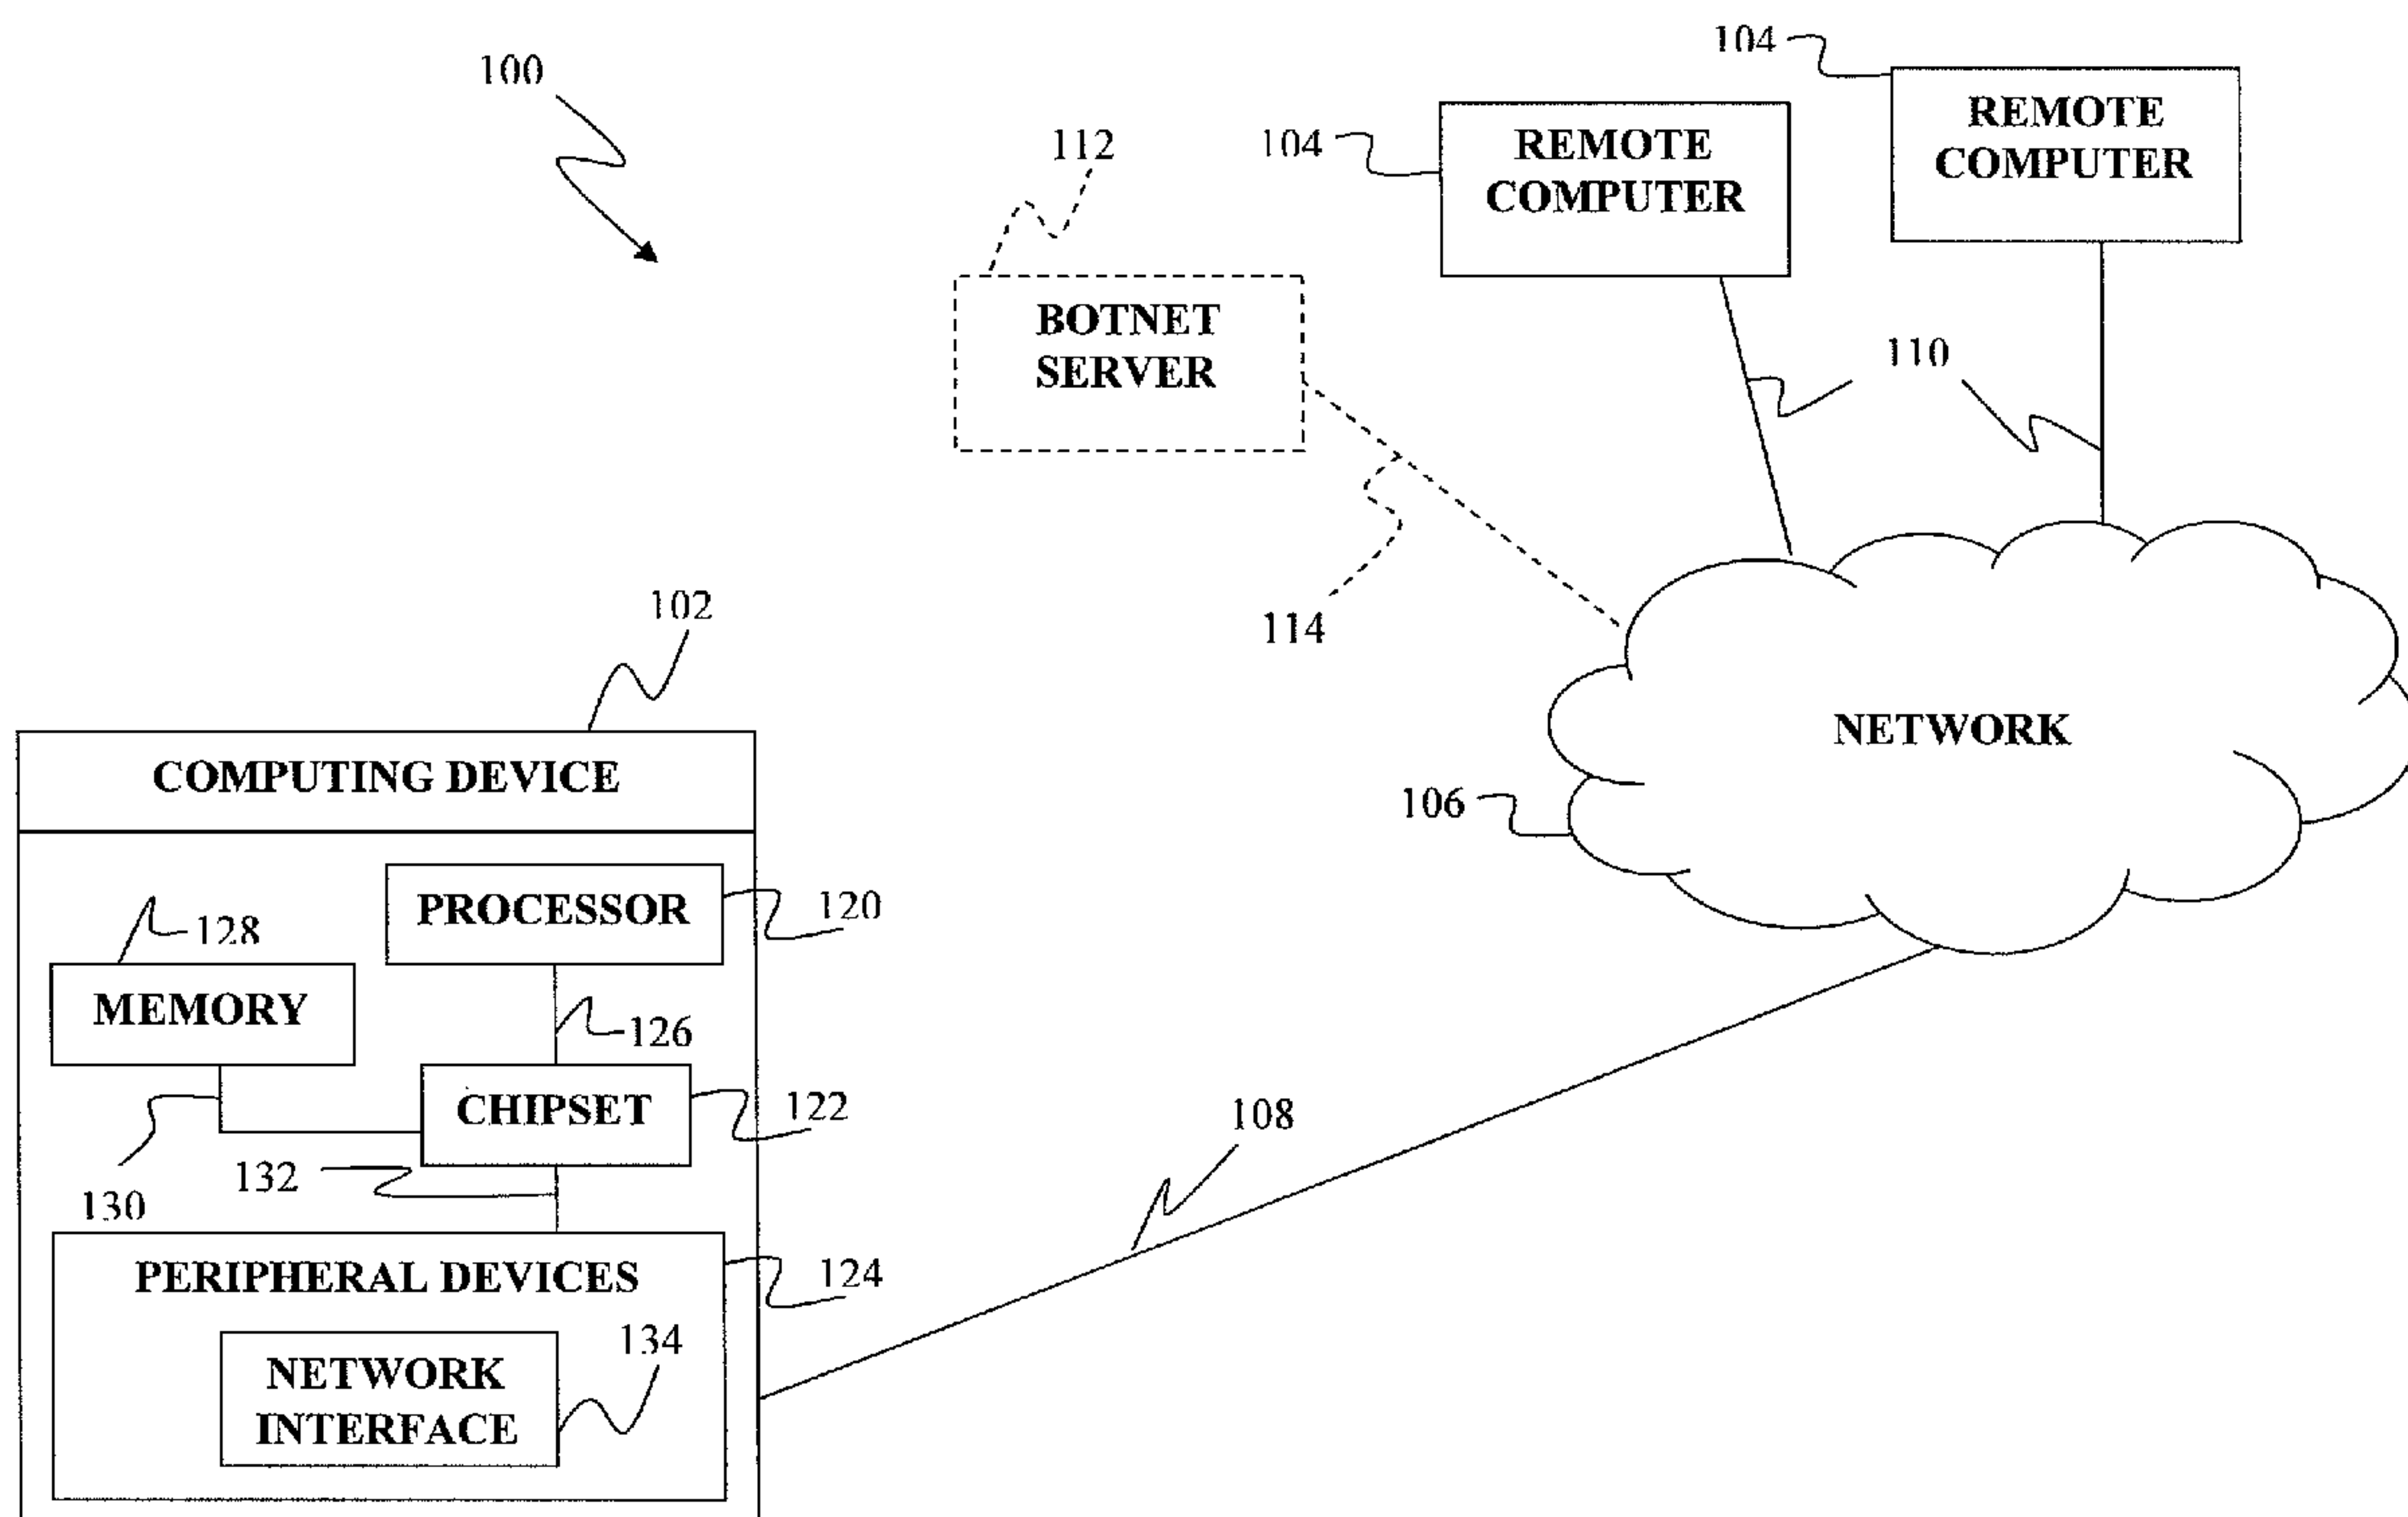 100
104
REMOTE
COMPUTER
104
REMOTE
COMPUTER
112
BOTNET
SERVER
110
114
102
NETWORK
106
COMPUTING DEVICE
PROCESSOR
120
128
MEMORY
126
CHIPSET
122
108
132
130
PERIPHERAL DEVICES
124
134
NETWORK
INTERFACE